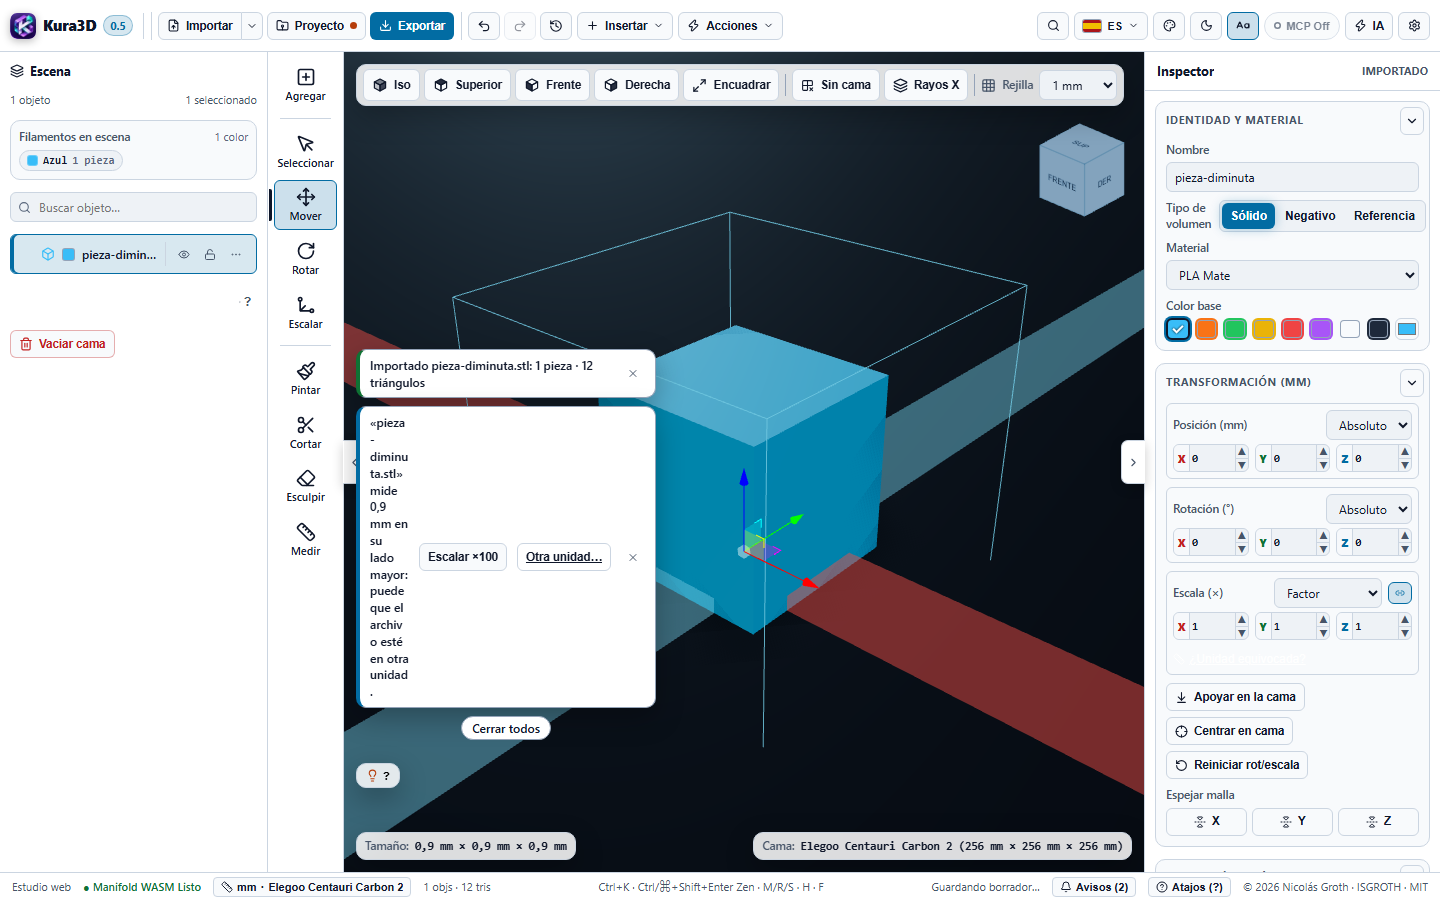 Kura3D 0.5 Importar Proyecto Exportar Insertar Acciones ES Aa MCP Off IA
Escena
1 objeto 1 seleccionado
Filamentos en escena 1 color
Azul 1 pieza
Buscar objeto...
pieza-dimin... ···
· ?
Vaciar cama
Agregar
Seleccionar
Mover
Rotar
Escalar
Pintar
Cortar
Esculpir
Medir
Iso Superior Frente Derecha Encuadrar Sin cama Rayos X Rejilla 1 mm
SUP
FRENTE DER
Importado pieza-diminuta.stl: 1 pieza · 12
triángulos
«pieza
-
diminu
ta.stl»
mide
0,9
mm en
su
lado
mayor:
puede
que el
archiv
o esté
en otra
unidad
.
Escalar ×100 Otra unidad...
Cerrar todos
?
Tamaño: 0,9 mm × 0,9 mm × 0,9 mm
Cama: Elegoo Centauri Carbon 2 (256 mm × 256 mm × 256 mm)
Inspector IMPORTADO
IDENTIDAD Y MATERIAL
Nombre
pieza-diminuta
Tipo de
volumen
Sólido Negativo Referencia
Material
PLA Mate
Color base
TRANSFORMACIÓN (MM)
Posición (mm) Absoluto
X 0 Y 0 Z 0
Rotación (°) Absoluto
X 0 Y 0 Z 0
Escala (×) Factor
X 1 Y 1 Z 1
Apoyar en la cama
Centrar en cama
Reiniciar rot/escala
Espejar malla
X Y Z
Estudio web ● Manifold WASM Listo mm · Elegoo Centauri Carbon 2 1 objs · 12 tris Ctrl+K · Ctrl/⌘+Shift+Enter Zen · M/R/S · H · F Guardando borrador... Avisos (2) Atajos (?) © 2026 Nicolás Groth · ISGROTH · MIT